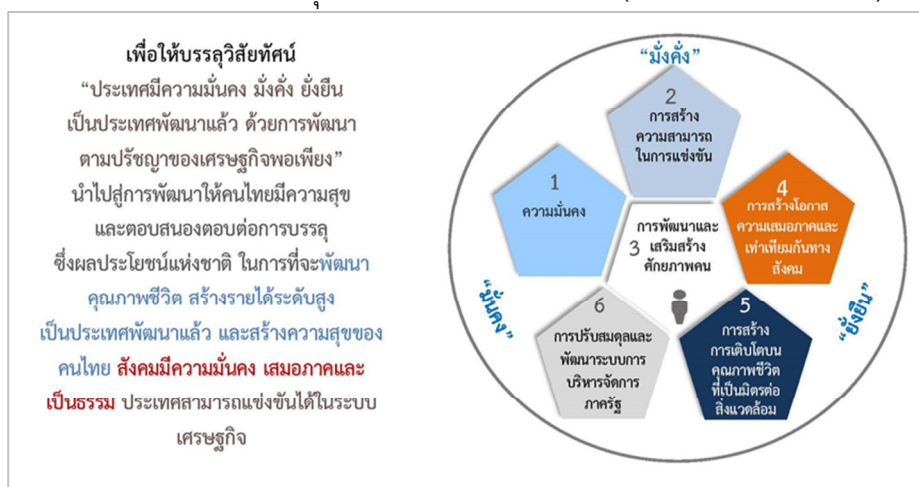 เพื่อให้บรรลุวิสัยทัศน์
“ประเทศมีความมั่นคง มั่งคั่ง ยั่งยืน
เป็นประเทศพัฒนาแล้ว ด้วยการพัฒนา
ตามปรัชญาของเศรษฐกิจพอเพียง”
นำไปสู่การพัฒนาให้คนไทยมีความสุข
และตอบสนองตอบต่อการบรรลุ
ซึ่งผลประโยชน์แห่งชาติ ในการที่จะพัฒนา
คุณภาพชีวิต สร้างรายได้ระดับสูง
เป็นประเทศพัฒนาแล้ว และสร้างความสุขของ
คนไทย สังคมมีความมั่นคง เสมอภาคและ
เป็นธรรม ประเทศสามารถแข่งขันได้ในระบบ
เศรษฐกิจ
“มั่งคั่ง”
2
การสร้าง
ความสามารถ
ในการแข่งขัน
1
ความมั่นคง
4
การสร้างโอกาส
ความเสมอภาคและ
เท่าเทียมกันทาง
สังคม
การพัฒนาและ
3 เสริมสร้าง
ศักยภาพคน
“มั่นคง”
“ยั่งยืน”
6
การปรับสมดุลและ
พัฒนาระบบการ
บริหารจัดการ
ภาครัฐ
5
การสร้าง
การเติบโตบน
คุณภาพชีวิต
ที่เป็นมิตรต่อ
สิ่งแวดล้อม